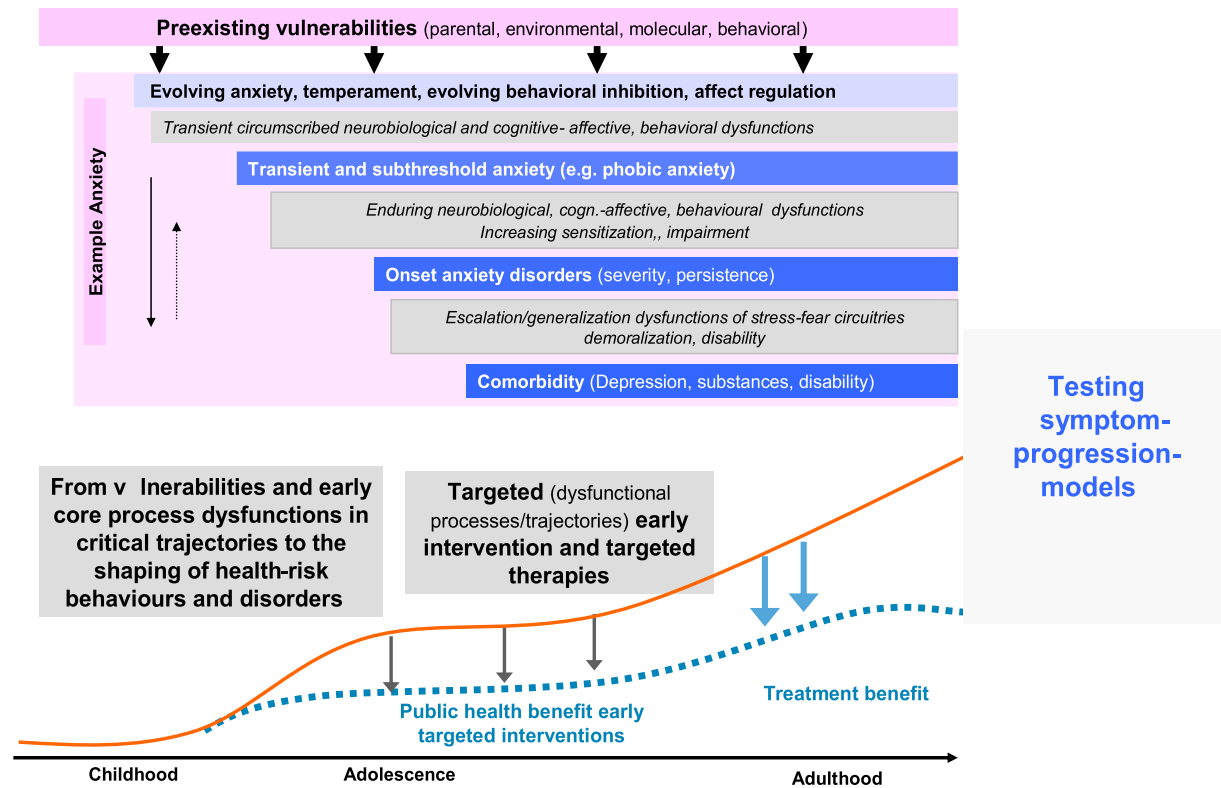 Preexisting vulnerabilities (parental, environmental, molecular, behavioral)
Evolving anxiety, temperament, evolving behavioral inhibition, affect regulation
Transient circumscribed neurobiological and cognitive- affective, behavioral dysfunctions
Example Anxiety
Transient and subthreshold anxiety (e.g. phobic anxiety)
Enduring neurobiological, cogn.-affective, behavioural dysfunctions
Increasing sensitization,, impairment
Onset anxiety disorders (severity, persistence)
Escalation/generalization dysfunctions of stress-fear circuitries
demoralization, disability
Comorbidity (Depression, substances, disability)
Testing
symptom-
progression-
models
From v Inerabilities and early
core process dysfunctions in
critical trajectories to the
shaping of health-risk
behaviours and disorders
Targeted (dysfunctional
processes/trajectories) early
intervention and targeted
therapies
Public health benefit early
targeted interventions
Treatment benefit
Childhood
Adolescence
Adulthood